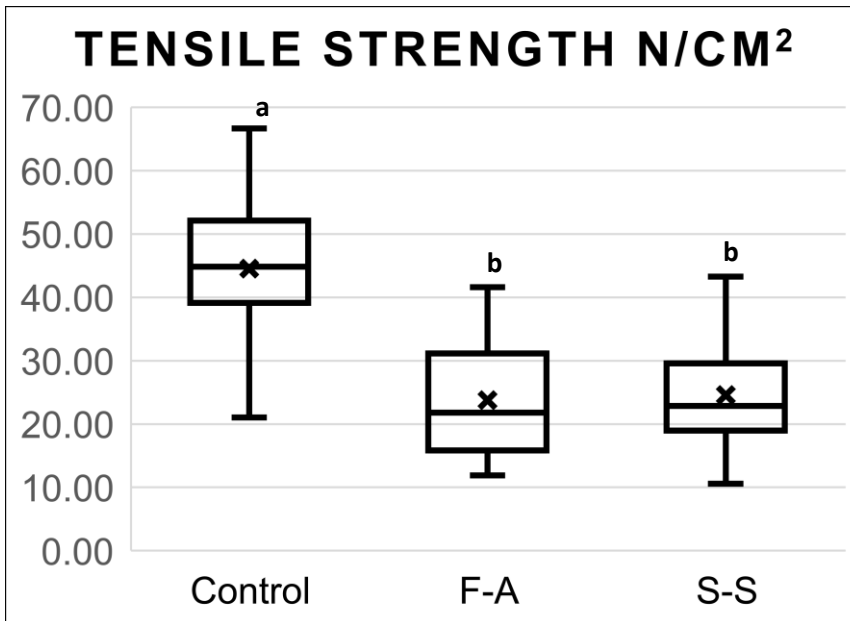 TENSILE STRENGTH N/CM²
70.00
a
60.00
50.00
b
b
40.00
30.00
20.00
10.00
0.00
Control F-A S-S